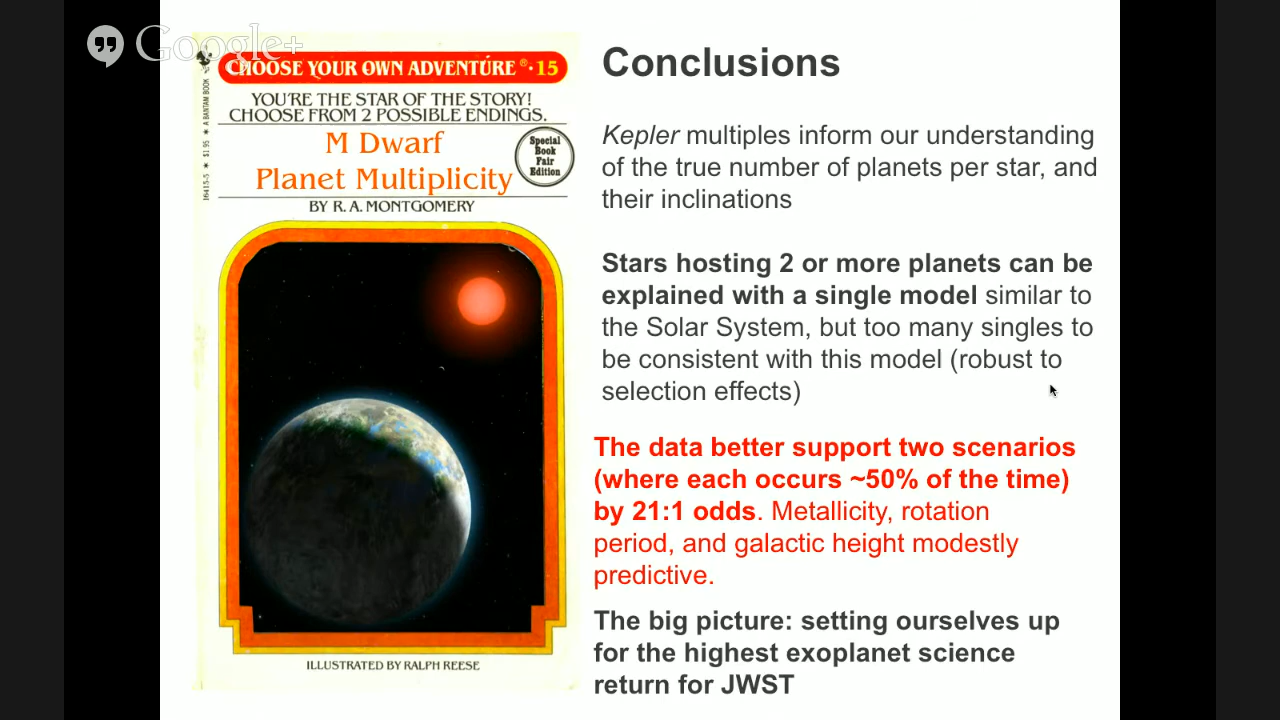 Google+
CHOOSE YOUR OWN ADVENTURE ® · 15
YOU'RE THE STAR OF THE STORY!
CHOOSE FROM 2 POSSIBLE ENDINGS.
M Dwarf
Planet Multiplicity
Special
Book
Fair
Edition
BY R. A. MONTGOMERY
16415-5 * $1.95 * A BANTAM BOOK
ILLUSTRATED BY RALPH REESE
Conclusions
Kepler multiples inform our understanding
of the true number of planets per star, and
their inclinations
Stars hosting 2 or more planets can be
explained with a single model similar to
the Solar System, but too many singles to
be consistent with this model (robust to
selection effects)
The data better support two scenarios
(where each occurs ~50% of the time)
by 21:1 odds. Metallicity, rotation
period, and galactic height modestly
predictive.
The big picture: setting ourselves up
for the highest exoplanet science
return for JWST